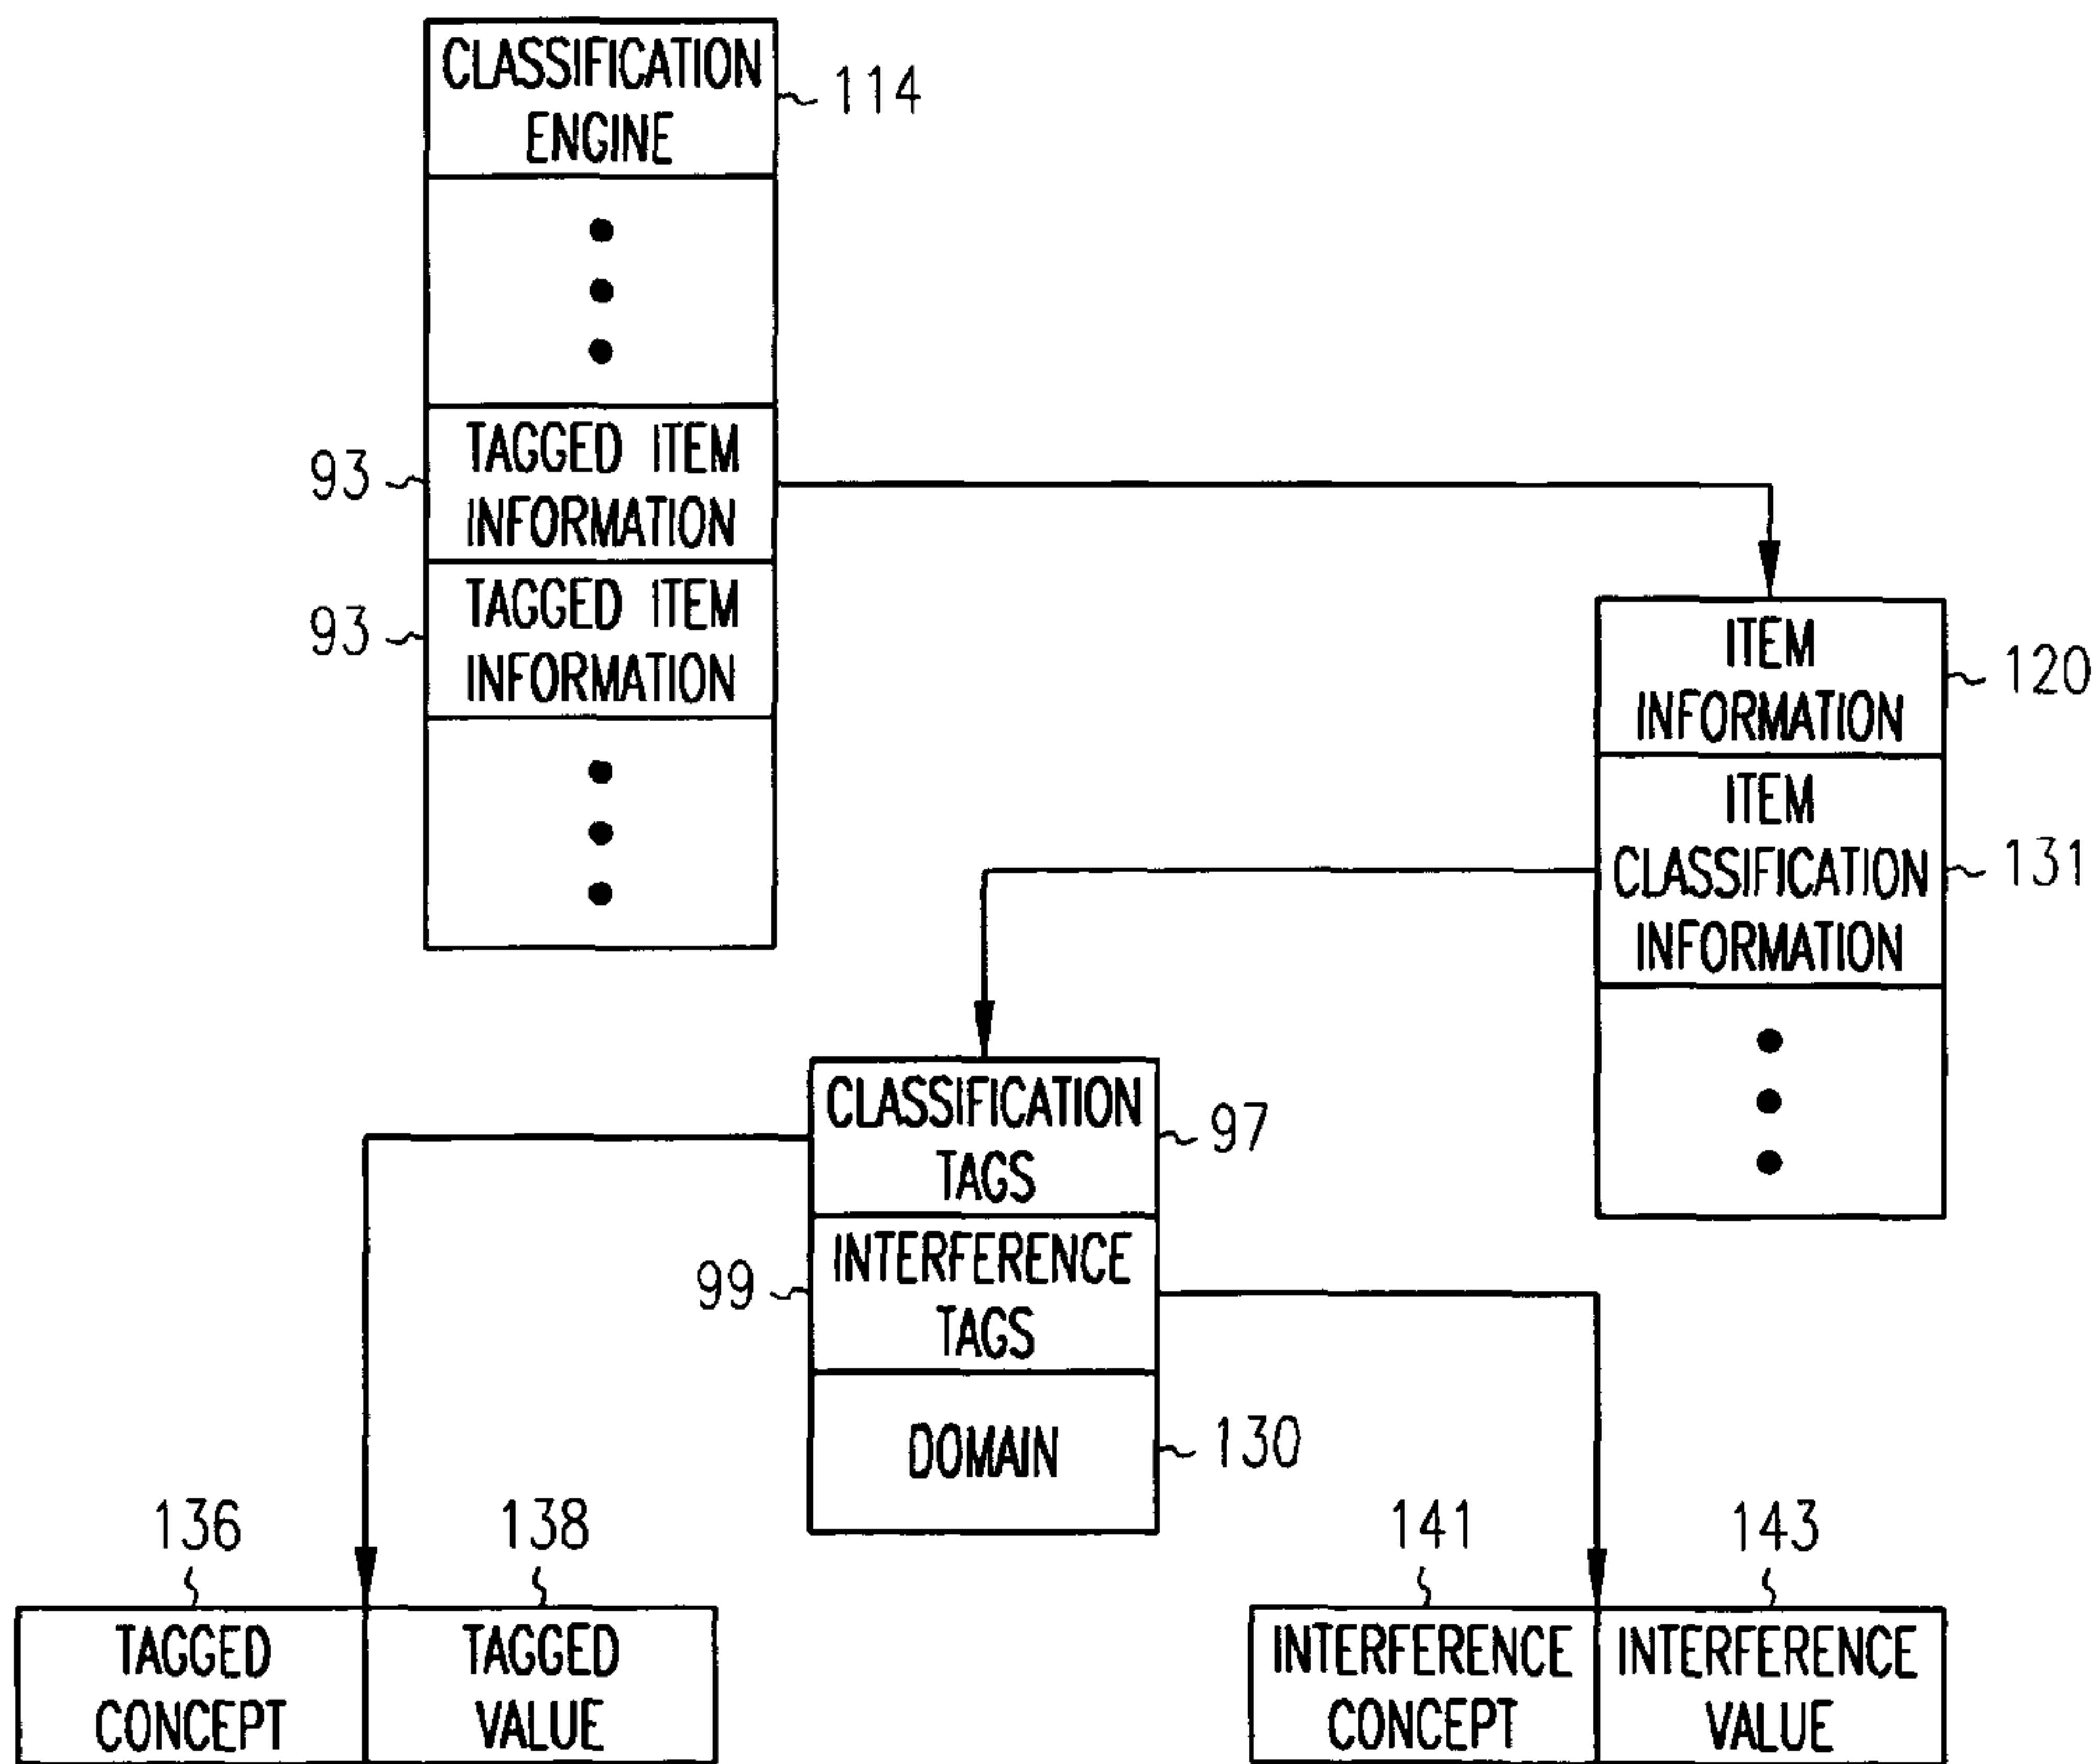 CLASSIFICATION
ENGINE
114
93
TAGGED ITEM
INFORMATION
93
TAGGED ITEM
INFORMATION
ITEM
INFORMATION
120
ITEM
CLASSIFICATION
INFORMATION
131
CLASSIFICATION
TAGS
97
99
INTERFERENCE
TAGS
DOMAIN
130
136
138
TAGGED
CONCEPT
TAGGED
VALUE
141
143
INTERFERENCE
CONCEPT
INTERFERENCE
VALUE